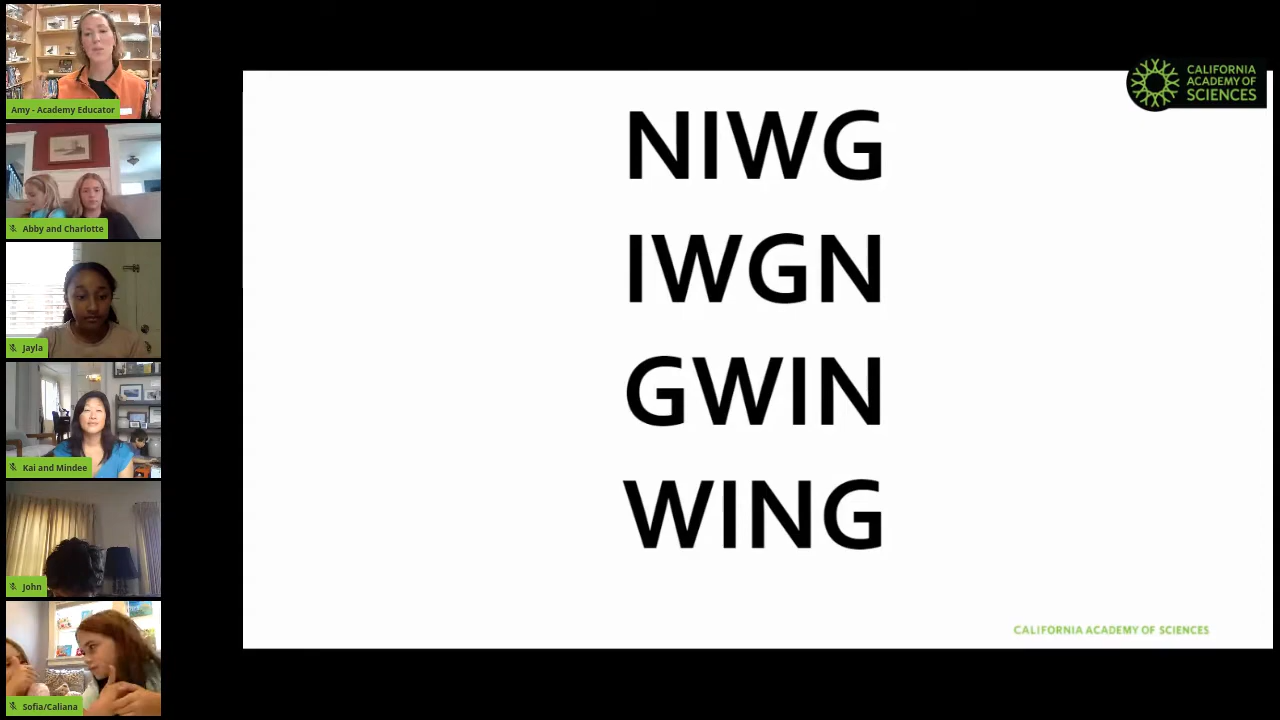 Amy - Academy Educator
Abby and Charlotte
Jayla
Kai and Mindee
John
Sofia/Caliana
CALIFORNIA
ACADEMY OF
SCIENCES
NIWG
IWGN
GWIN
WING
CALIFORNIA ACADEMY OF SCIENCES